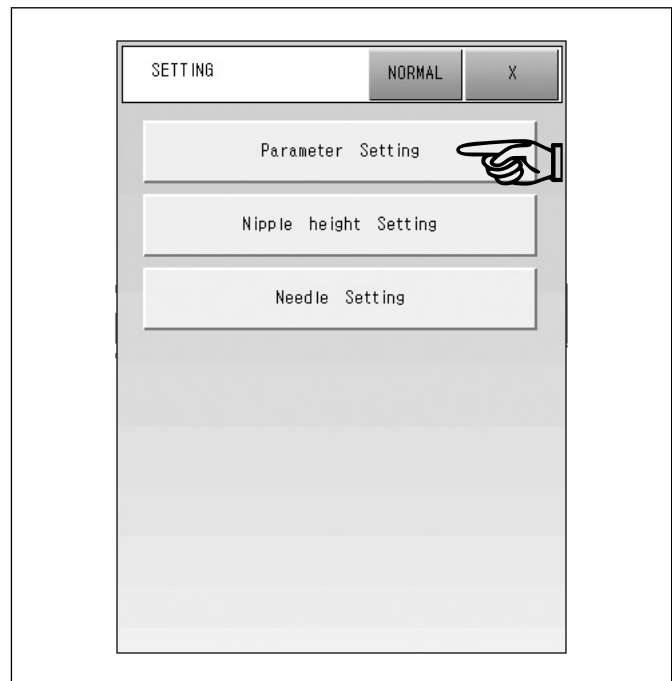 SETTING NORMAL X
Parameter Setting
Nipple height Setting
Needle Setting